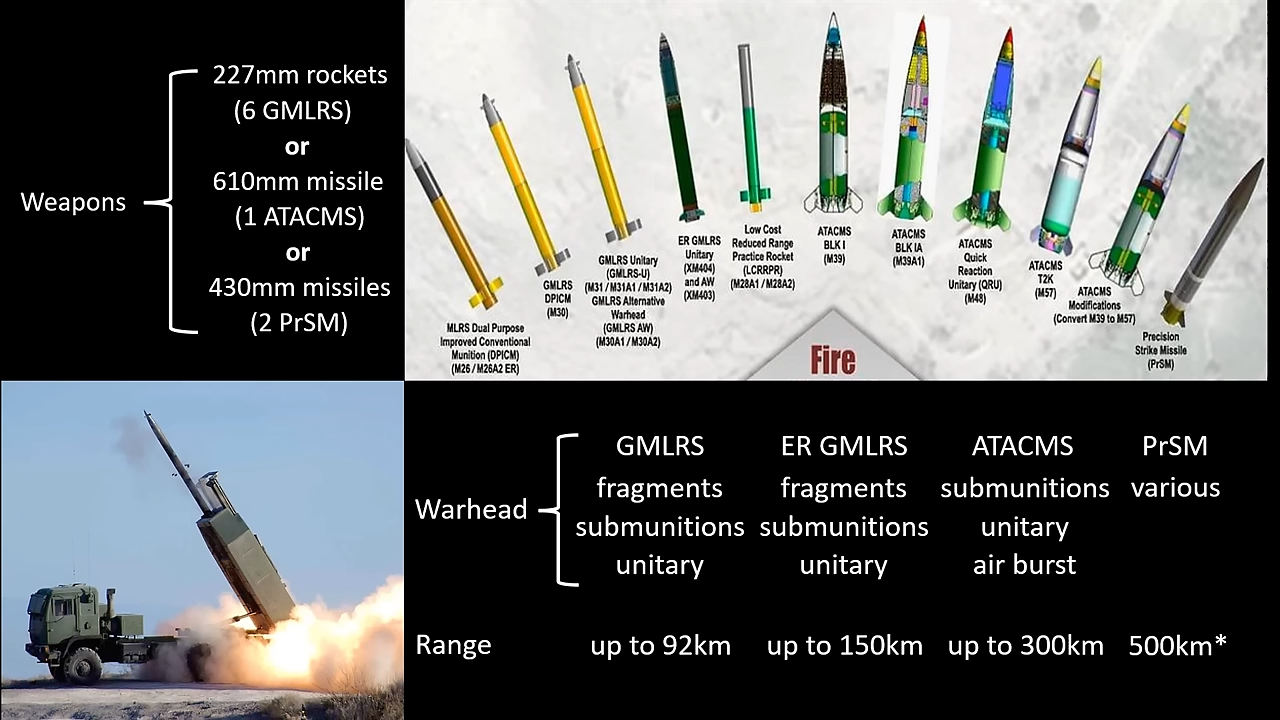 Weapons
227mm rockets
(6 GMLRS)
or
610mm missile
(1 ATACMS)
or
430mm missiles
(2 PrSM)
MLRS Dual Purpose
Improved Conventional
Munition (DPICM)
(M26 / M26A2 ER)
GMLRS
DPICM
(M30)
GMLRS Unitary
(GMLRS-U)
(M31 / M31A1 / M31A2)
GMLRS Alternative
Warhead
(GMLRS AW)
(M30A1 / M30A2)
ER GMLRS
Unitary
(XM404)
and AW
(XM403)
Low Cost
Reduced Range
Practice Rocket
(LCRRPR)
(M28A1 / M28A2)
ATACMS
BLK I
(M39)
ATACMS
BLK IA
(M39A1)
ATACMS
Quick
Reaction
Unitary (QRU)
(M48)
ATACMS
T2K
(M57)
ATACMS
Modifications
(Convert M39 to M57)
Precision
Strike Missile
(PrSM)
Fire
Warhead
GMLRS
fragments
submunitions
unitary
ER GMLRS
fragments
submunitions
unitary
ATACMS
submunitions
unitary
air burst
PrSM
various
Range up to 92km up to 150km up to 300km 500km*